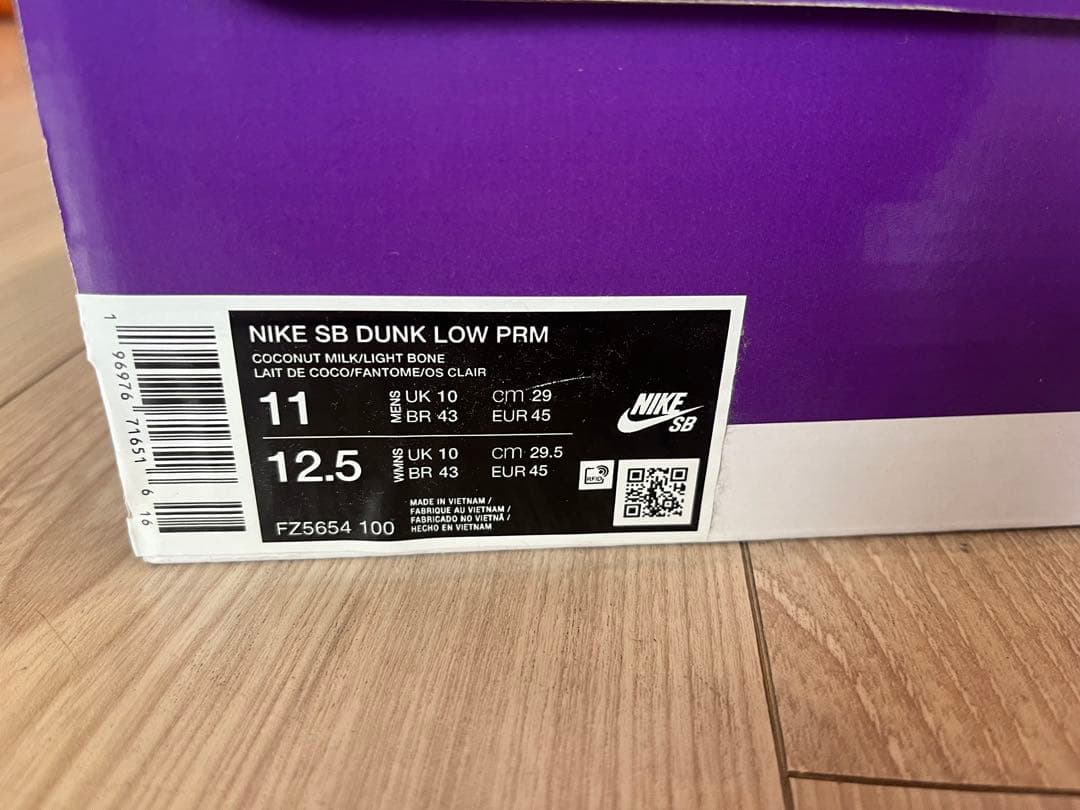 1 96976 71651 6 16
NIKE SB DUNK LOW PRM
COCONUT MILK/LIGHT BONE
LAIT DE COCO/FANTOME/OS CLAIR
11
MENS
UK 10 cm 29
BR 43 EUR 45
12.5
WMNS
UK 10 cm 29.5
BR 43 EUR 45
FZ5654 100
MADE IN VIETNAM /
FABRIQUE AU VIETNAM /
FABRICADO NO VIETNÃ /
HECHO EN VIETNAM
NIKE
SB
RFID